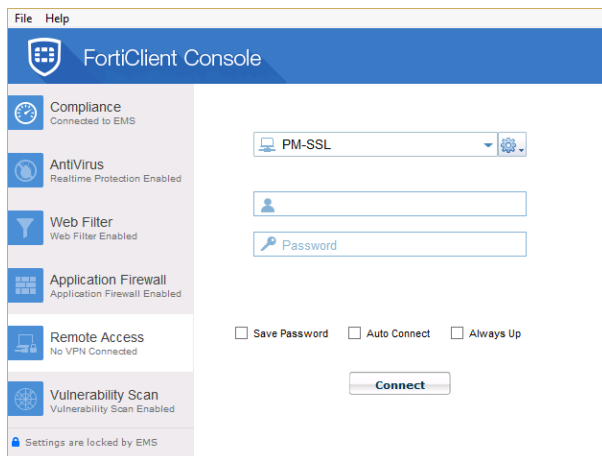 File Help
FortiClient Console
Compliance
Connected to EMS
AntiVirus
Realtime Protection Enabled
Web Filter
Web Filter Enabled
Application Firewall
Application Firewall Enabled
Remote Access
No VPN Connected
Vulnerability Scan
Vulnerability Scan Enabled
Settings are locked by EMS
PM-SSL
Password
Save Password Auto Connect Always Up
Connect